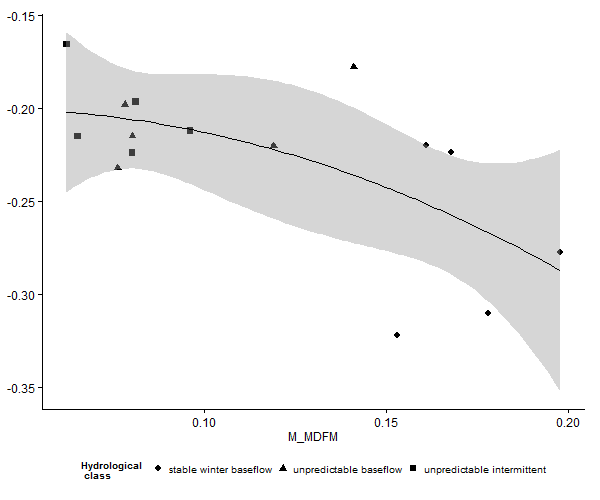 -0.15
-0.20
-0.25
-0.30
-0.35
0.10 0.15 0.20
M_MDFM
Hydrological
class
stable winter baseflow unpredictable baseflow unpredictable intermittent